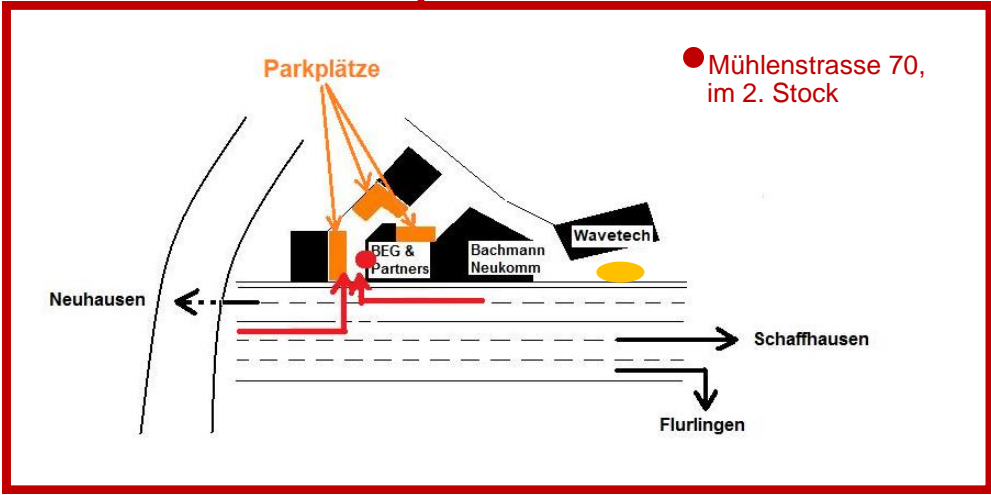 Parkplätze
Mühlenstrasse 70,
im 2. Stock
BEG &
Partners
Bachmann
Neukomm
Wavetech
Neuhausen
Schaffhausen
Flurlingen